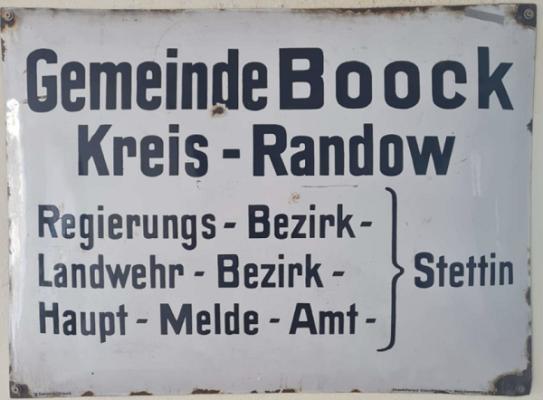 Gemeinde Boock
Kreis - Randow
Regierungs - Bezirk -
Landwehr - Bezirk -
Haupt - Melde - Amt -
Stettin